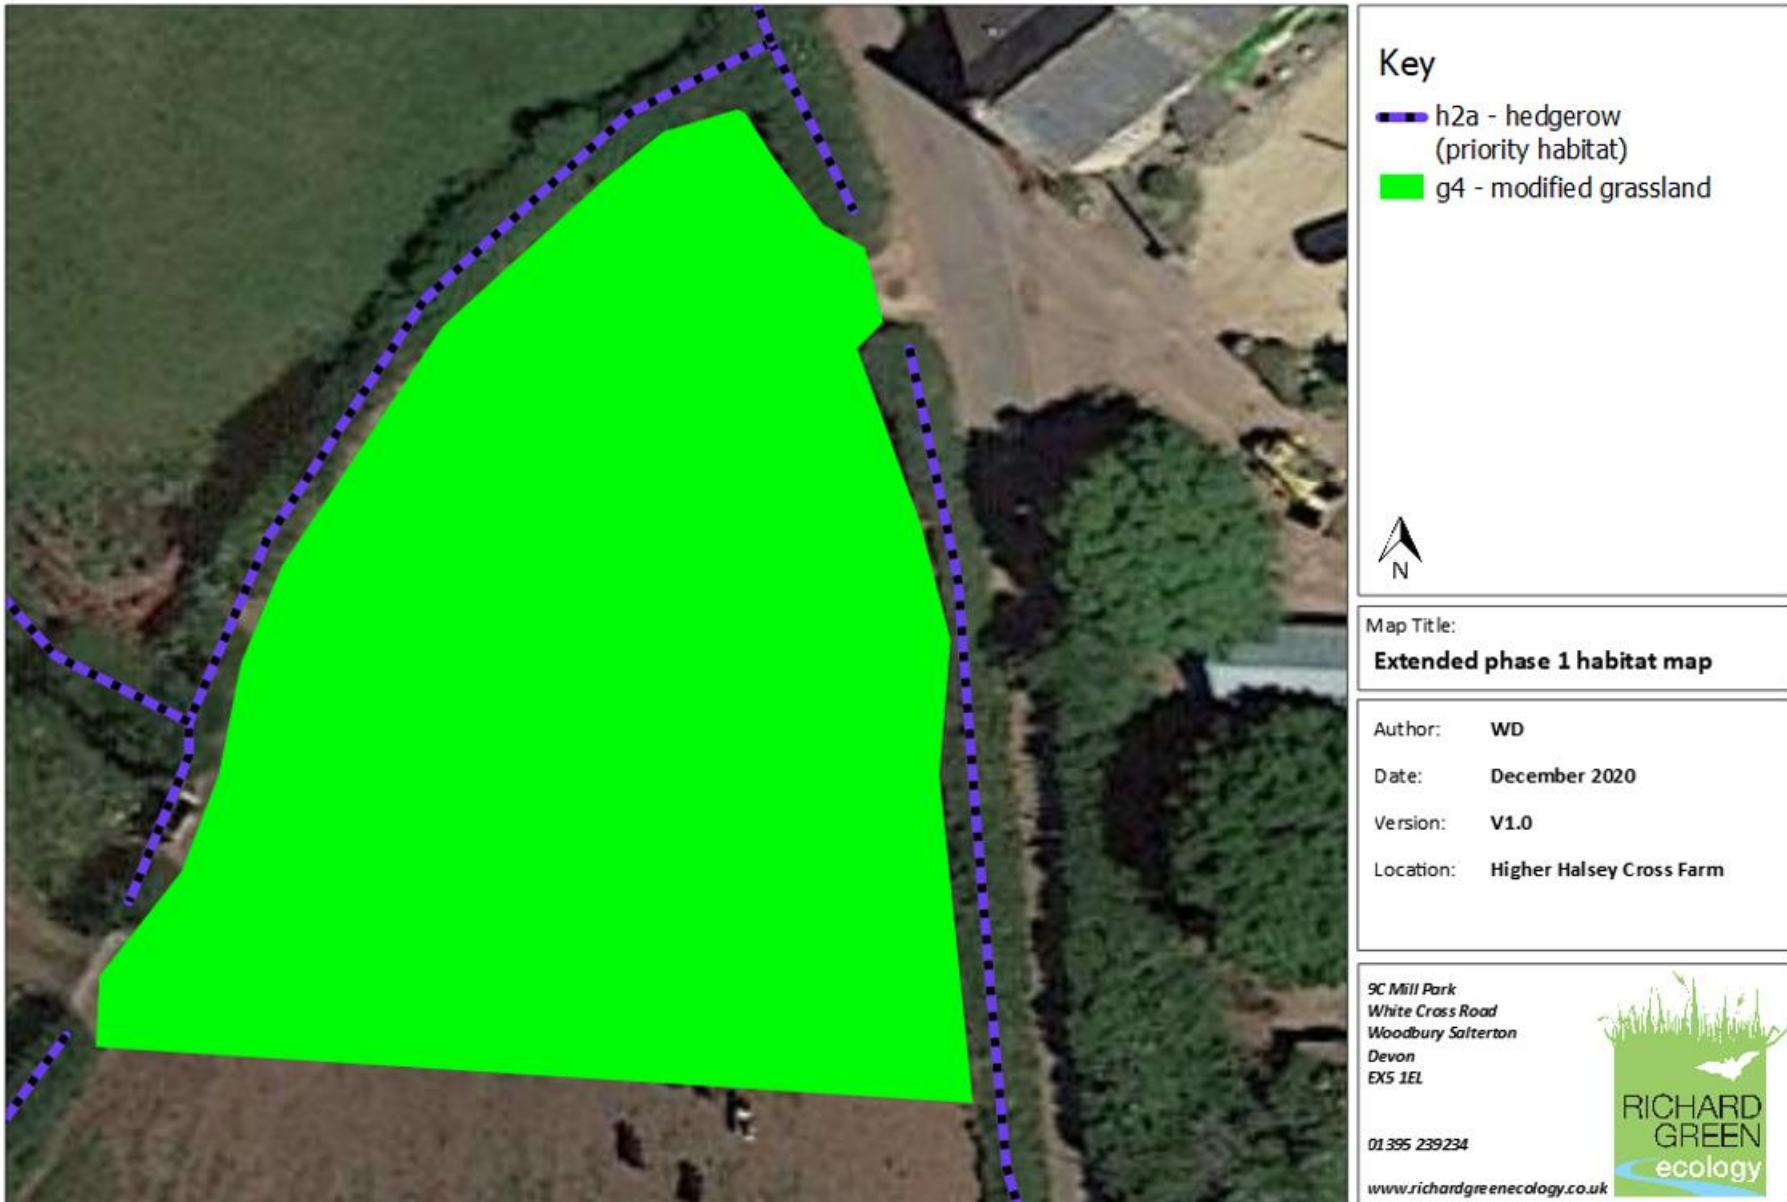 Key
h2a - hedgerow
(priority habitat)
g4 - modified grassland
N
Map Title:
Extended phase 1 habitat map
Author: WD
Date: December 2020
Version: V1.0
Location: Higher Halsey Cross Farm
9C Mill Park
White Cross Road
Woodbury Salterton
Devon
EX5 1EL
01395 239234
www.richardgreenecology.co.uk
RICHARD
GREEN
ecology